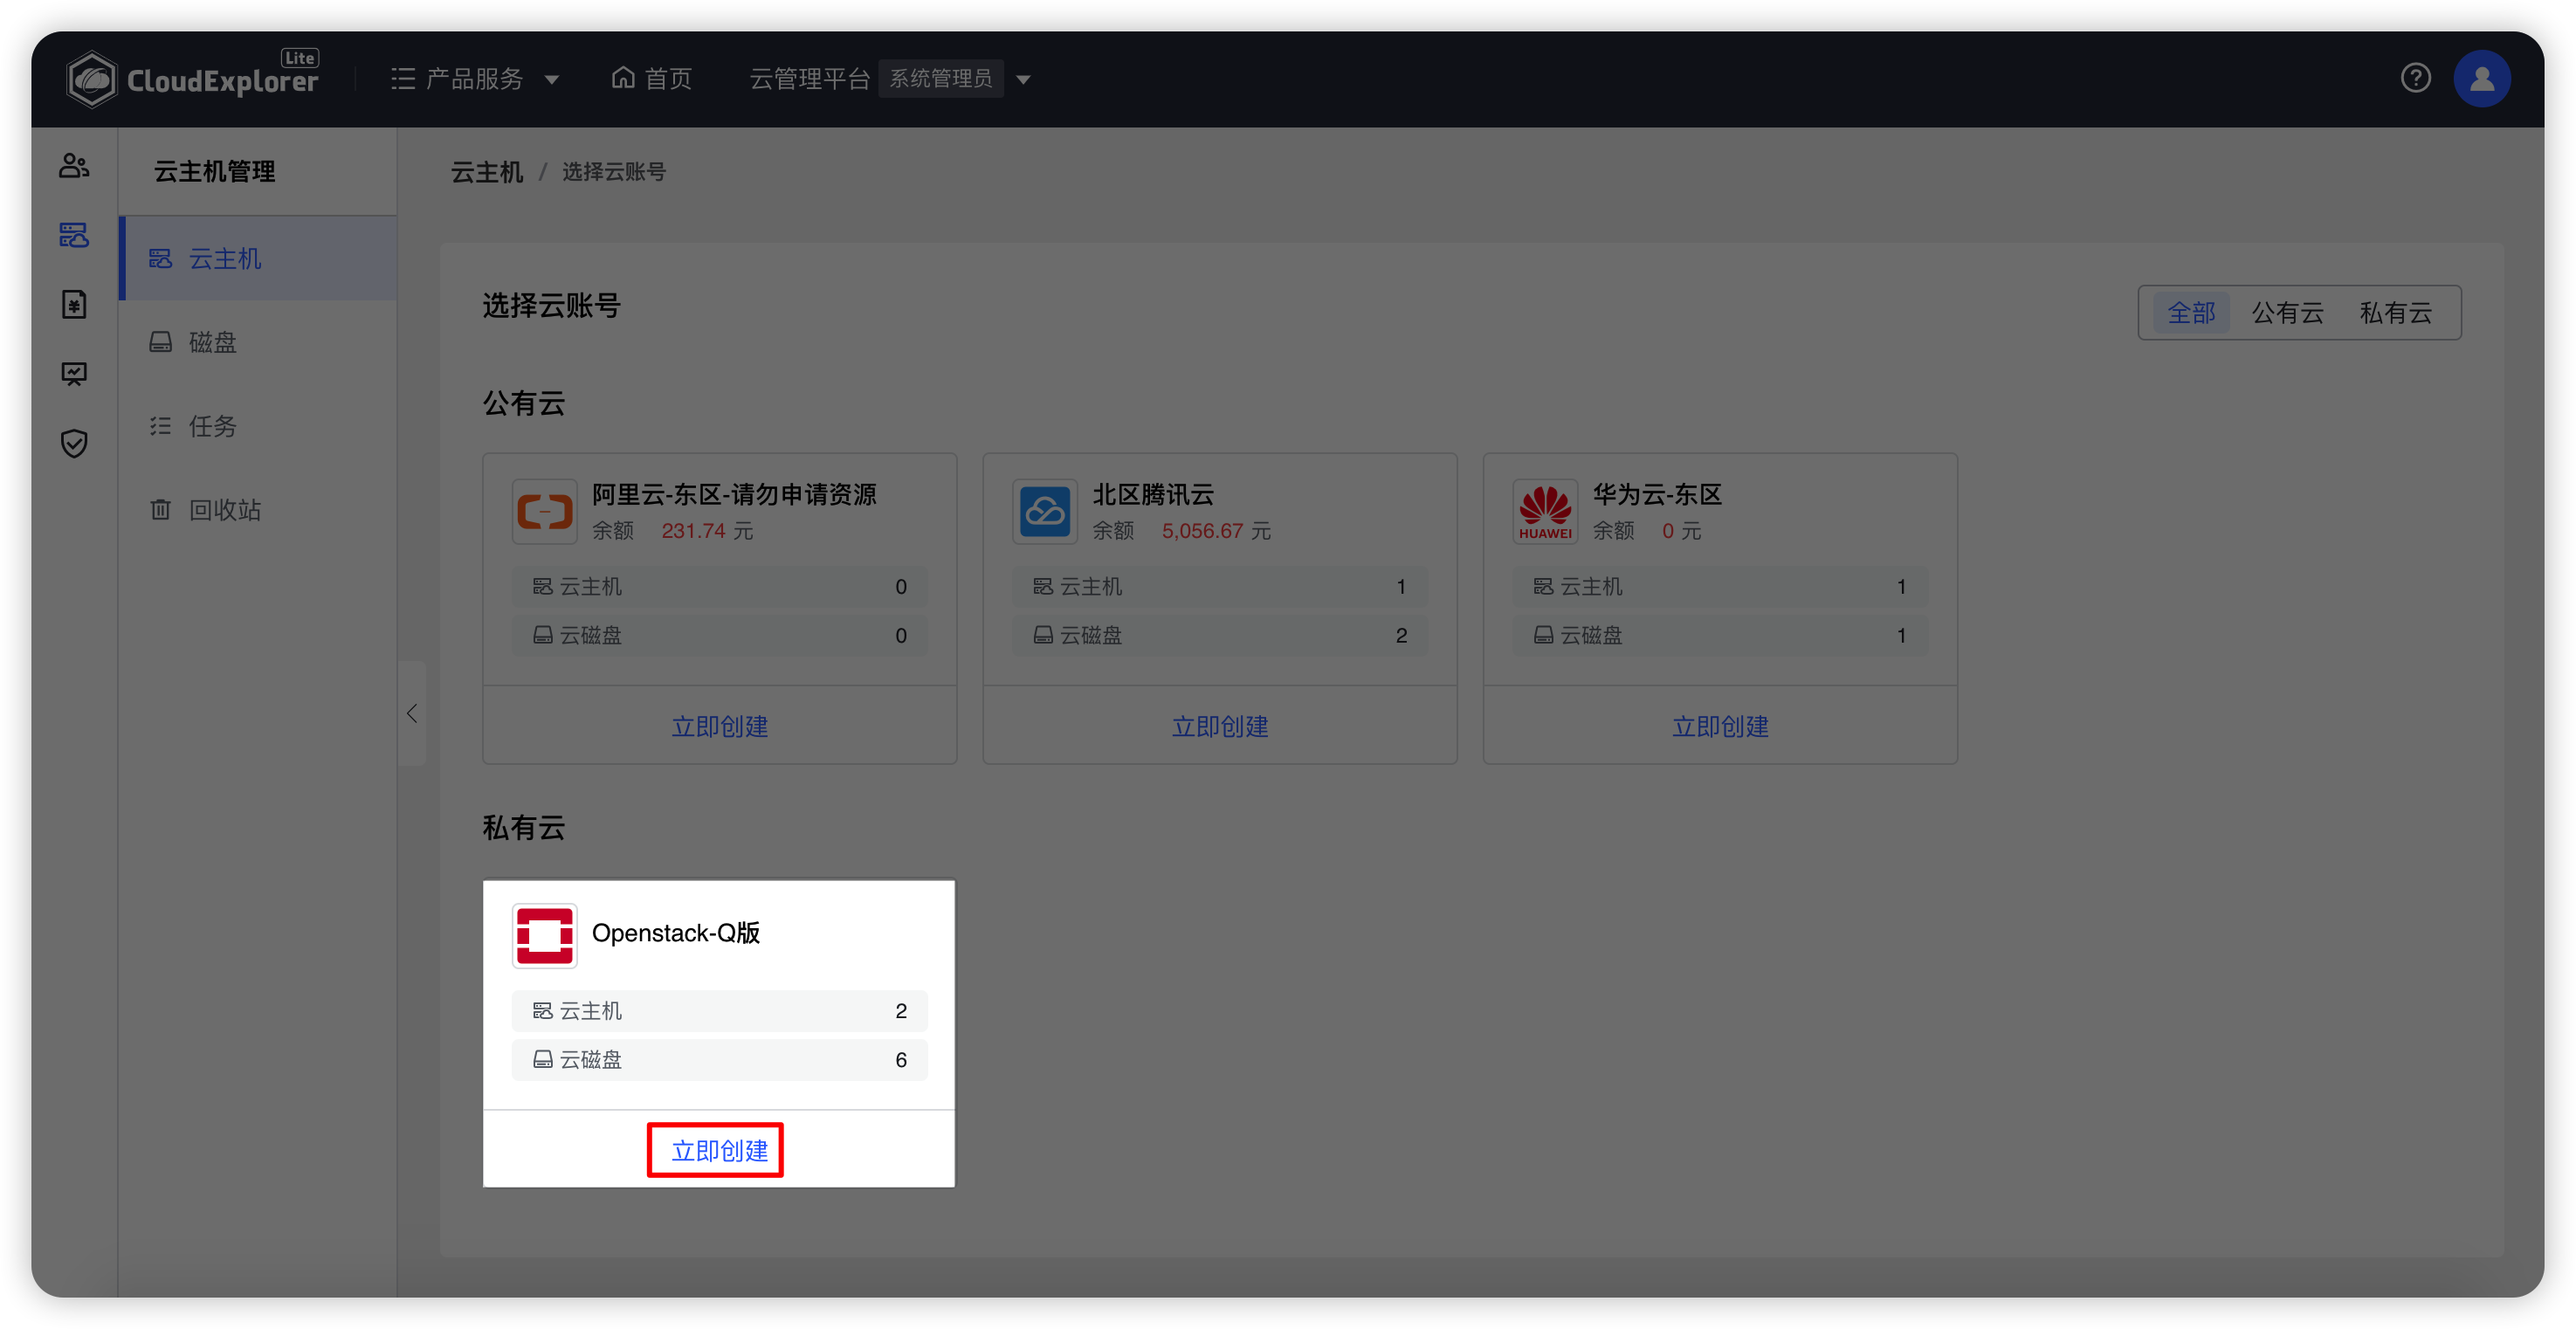 CloudExplorer Lite
产品服务
首页
云管理平台 系统管理员
云主机管理
云主机
磁盘
任务
回收站
云主机 / 选择云账号
选择云账号
全部 公有云 私有云
公有云
阿里云-东区-请勿申请资源
余额 231.74 元
云主机 0
云磁盘 0
立即创建
北区腾讯云
余额 5,056.67 元
云主机 1
云磁盘 2
立即创建
HUAWEI
华为云-东区
余额 0 元
云主机 1
云磁盘 1
立即创建
私有云
Openstack-Q版
云主机 2
云磁盘 6
立即创建